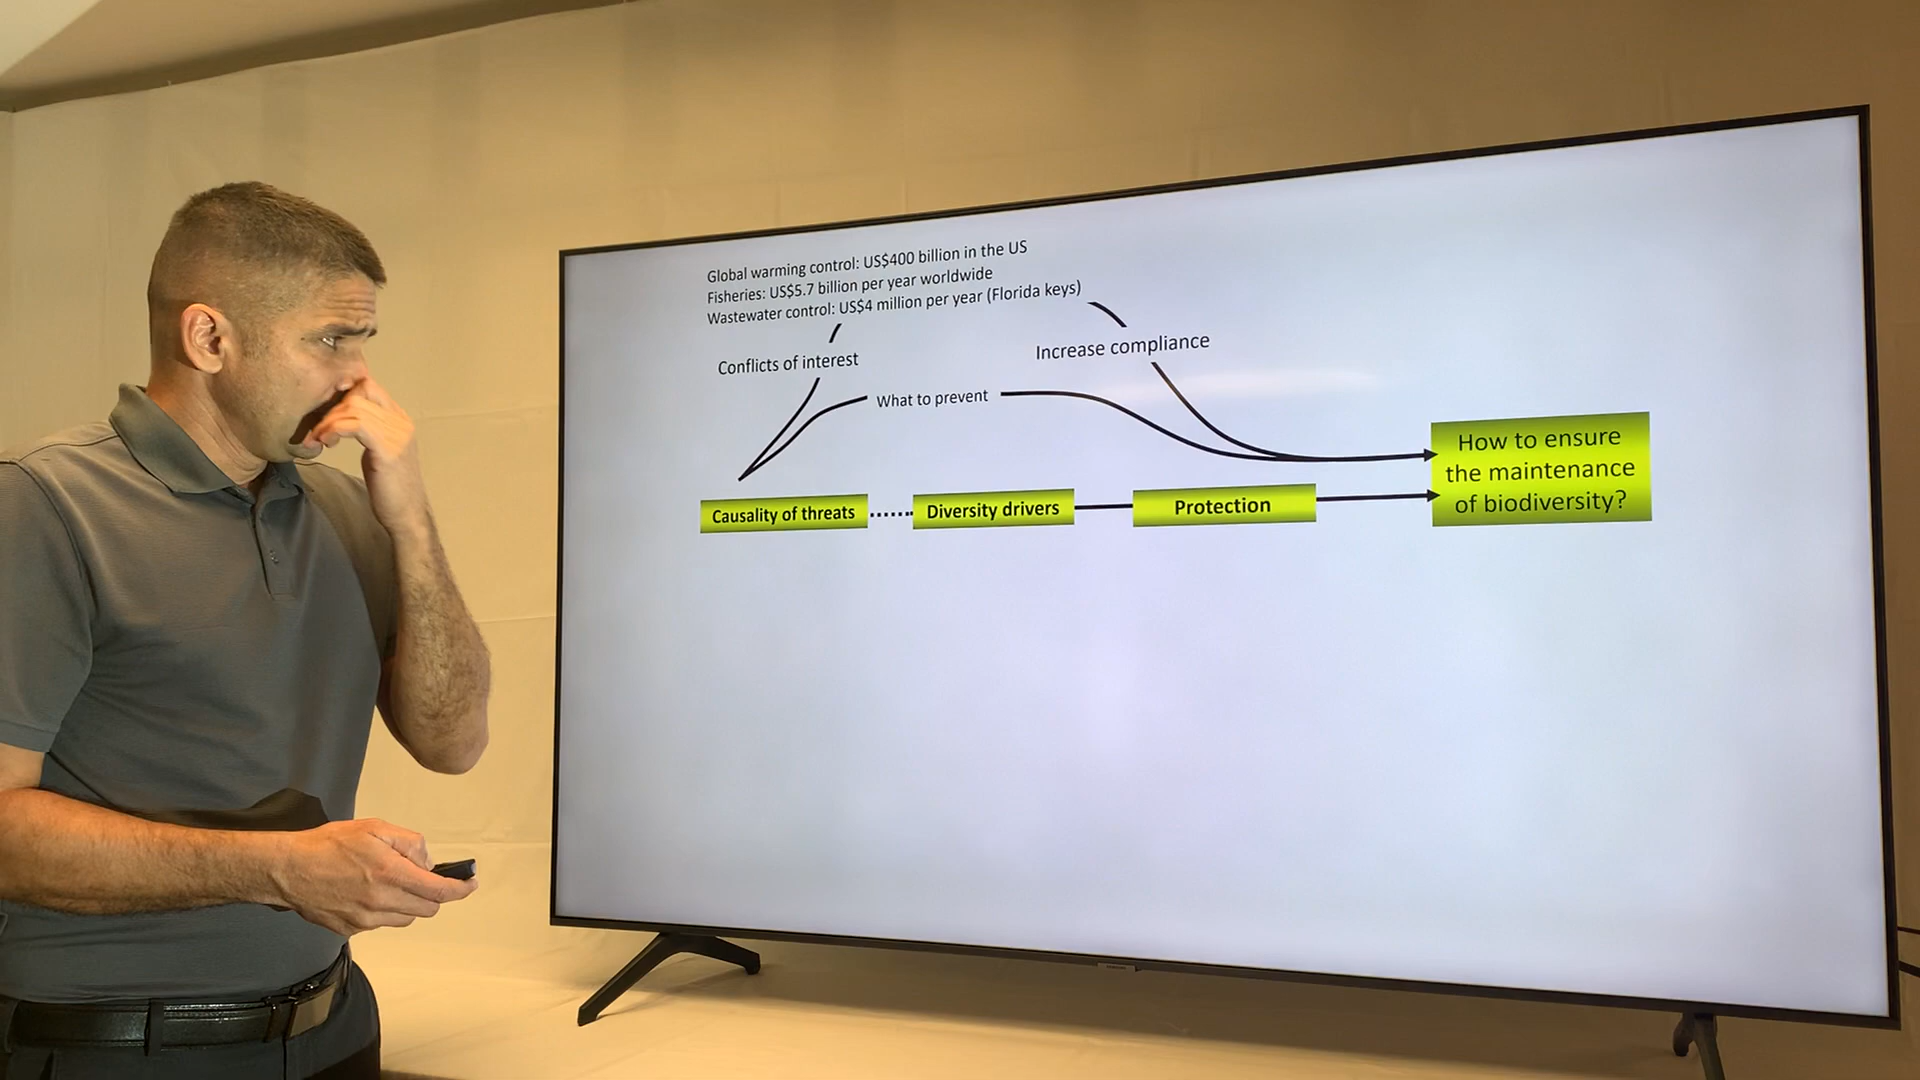 Global warming control: US$400 billion in the US
Fisheries: US$5.7 billion per year worldwide
Wastewater control: US$4 million per year (Florida keys)
Conflicts of interest
Increase compliance
What to prevent
How to ensure
the maintenance
of biodiversity?
Causality of threats
Diversity drivers
Protection